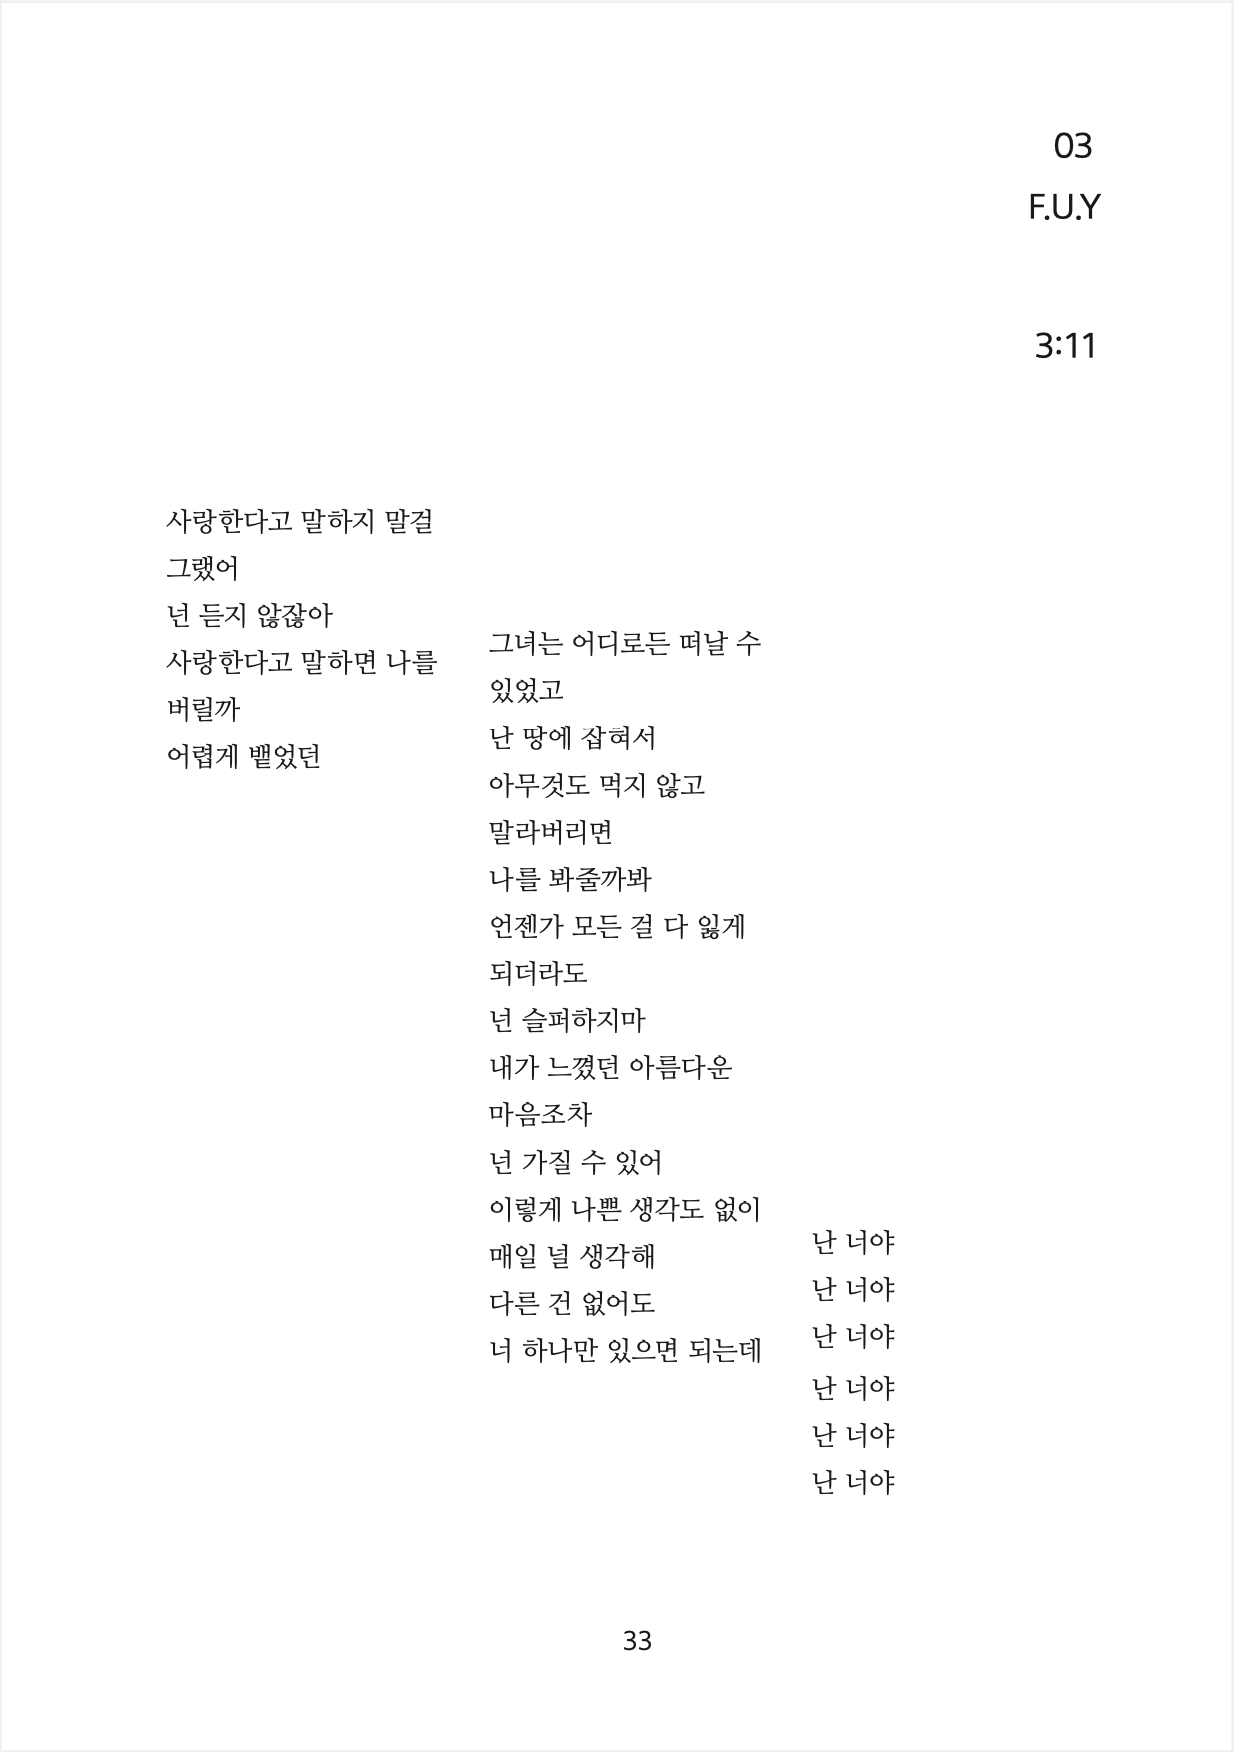 03
F.U.Y
3:11
사랑한다고 말하지 말걸
그랬어
넌 듣지 않잖아
사랑한다고 말하면 나를
버릴까
어렵게 뱉었던
그녀는 어디로든 떠날 수
있었고
난 땅에 잡혀서
아무것도 먹지 않고
말라버리면
나를 봐줄까봐
언젠가 모든 걸 다 잃게
되더라도
넌 슬퍼하지마
내가 느꼈던 아름다운
마음조차
넌 가질 수 있어
이렇게 나쁜 생각도 없이
매일 널 생각해
다른 건 없어도
너 하나만 있으면 되는데
난 너야
난 너야
난 너야
난 너야
난 너야
난 너야
33